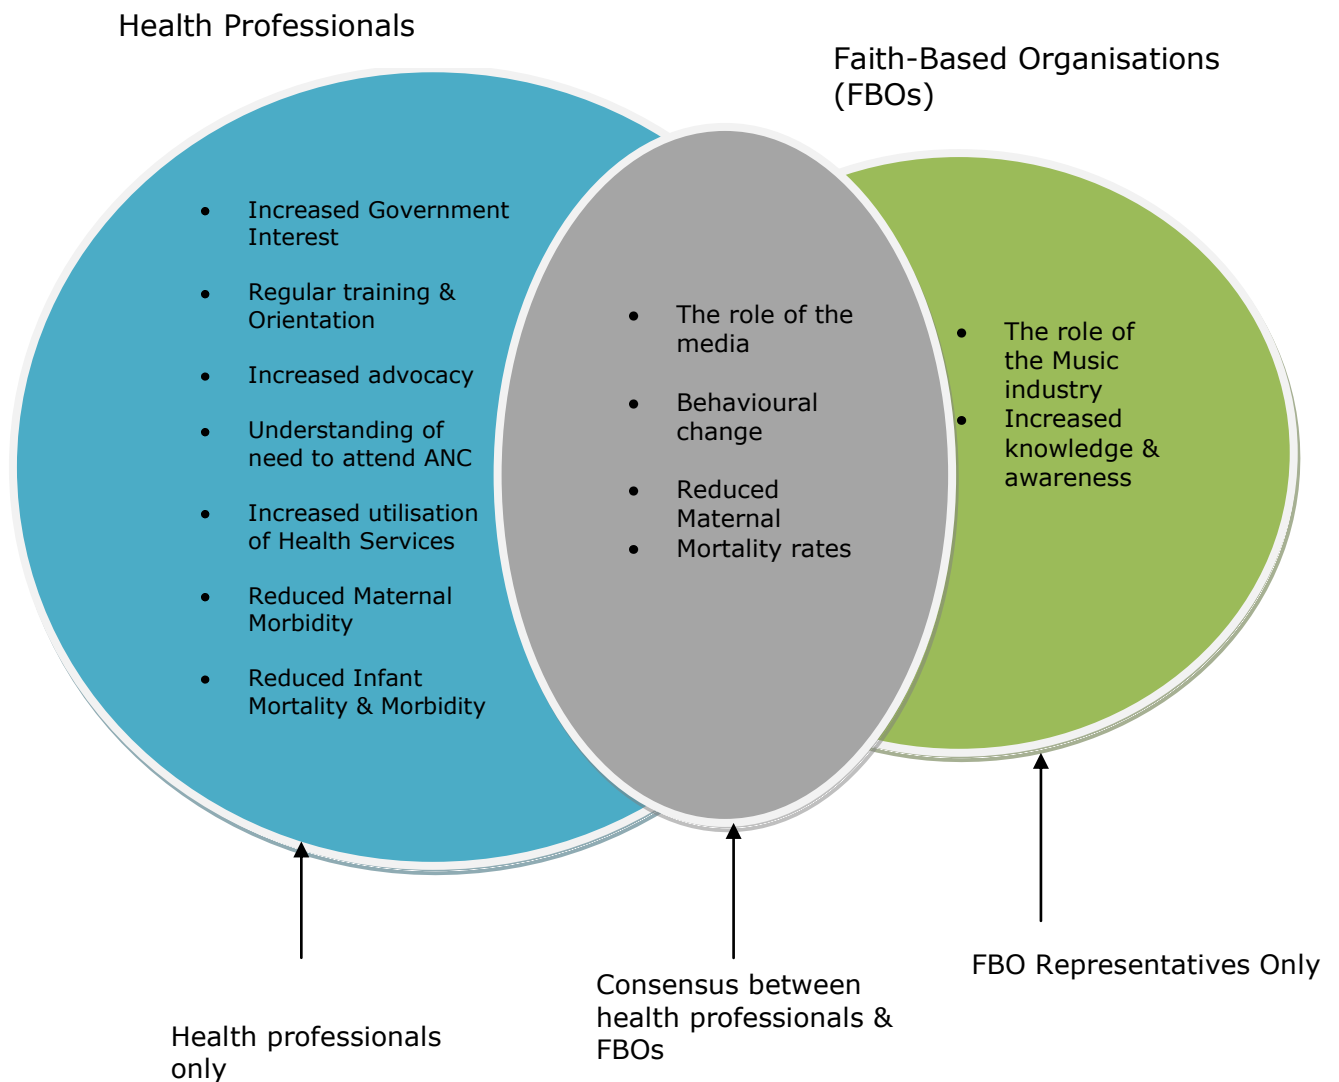 Health Professionals
Faith-Based Organisations
(FBOs)
• Increased Government
Interest
• Regular training &
Orientation
• Increased advocacy
• Understanding of
need to attend ANC
• Increased utilisation
of Health Services
• Reduced Maternal
Morbidity
• Reduced Infant
Mortality & Morbidity
• The role of the
media
• Behavioural
change
• Reduced
Maternal
• Mortality rates
• The role of
the Music
industry
• Increased
knowledge &
awareness
Health professionals
only
Consensus between
health professionals &
FBOs
FBO Representatives Only